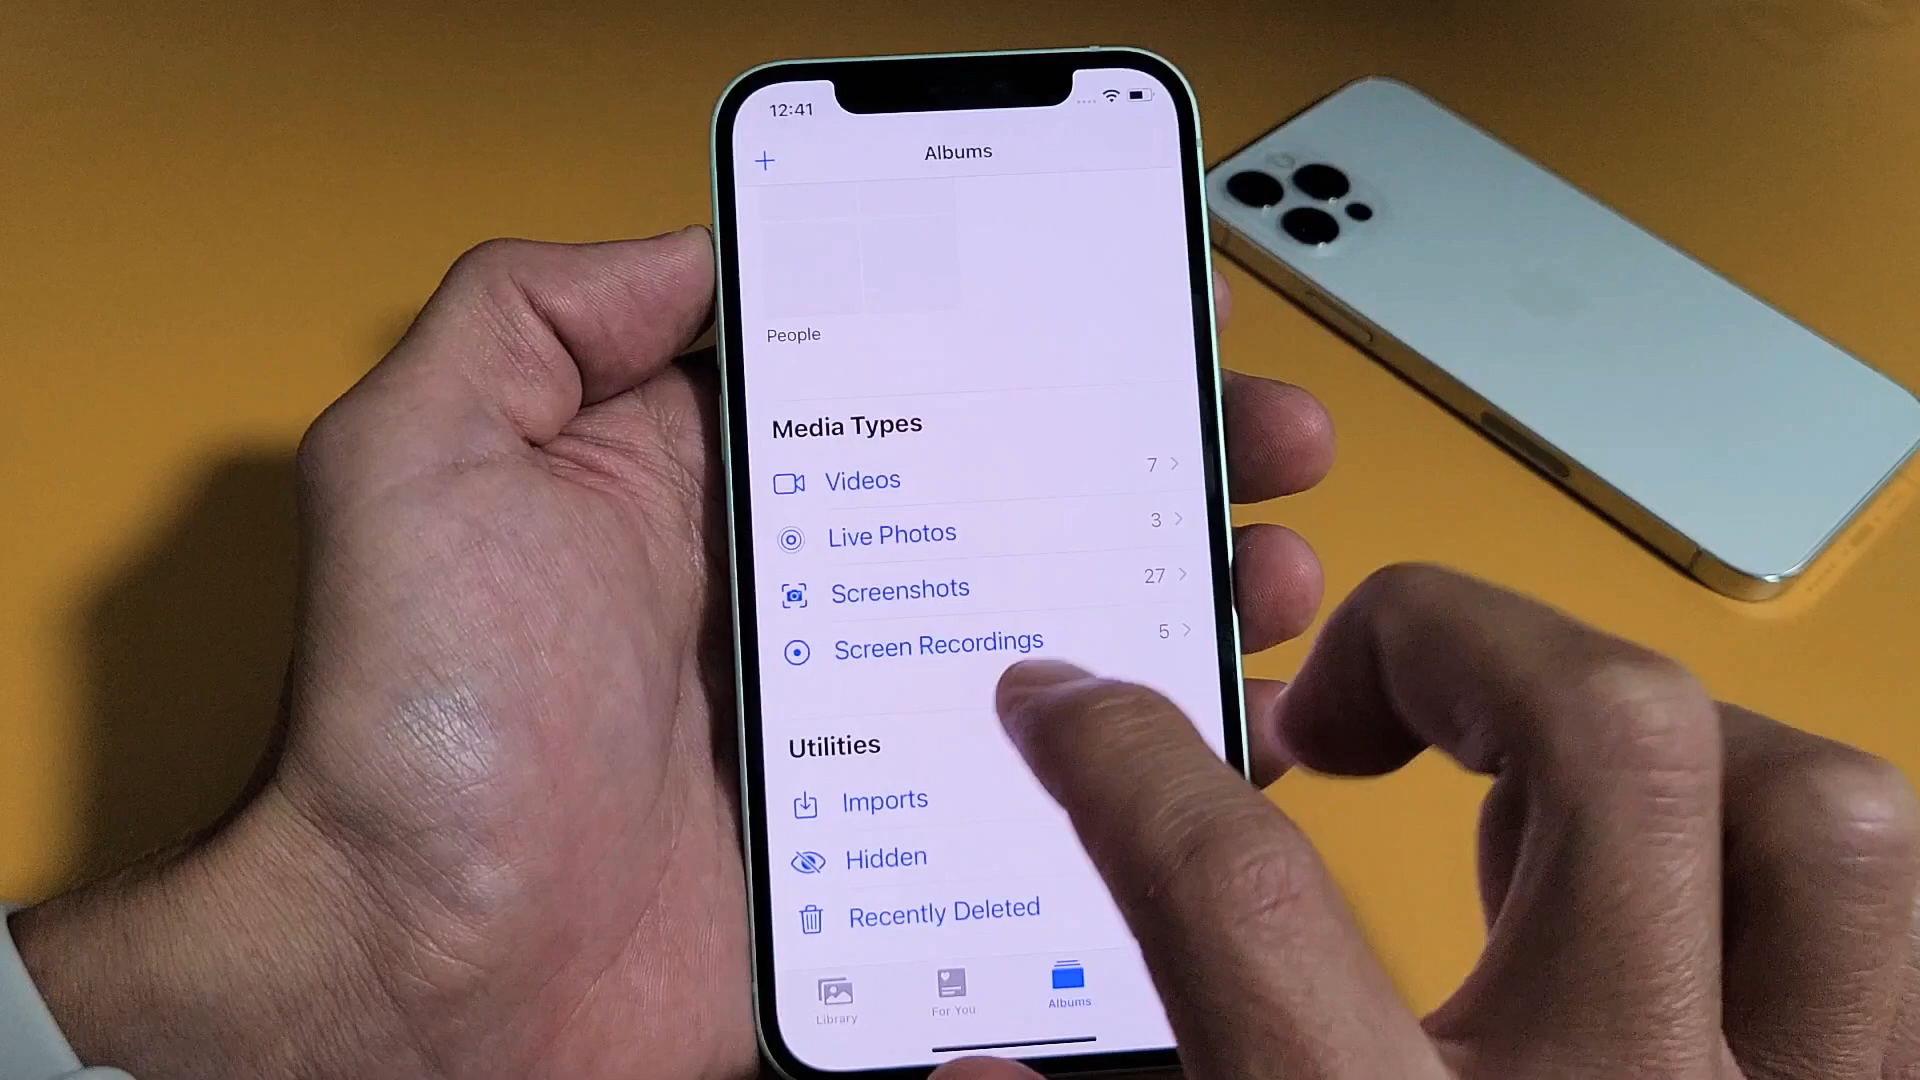 12:41
Albums
People
Media Types
Videos 7
Live Photos 3
Screenshots 27
Screen Recordings 5
Utilities
Imports
Hidden
Recently Deleted
Library For You Albums